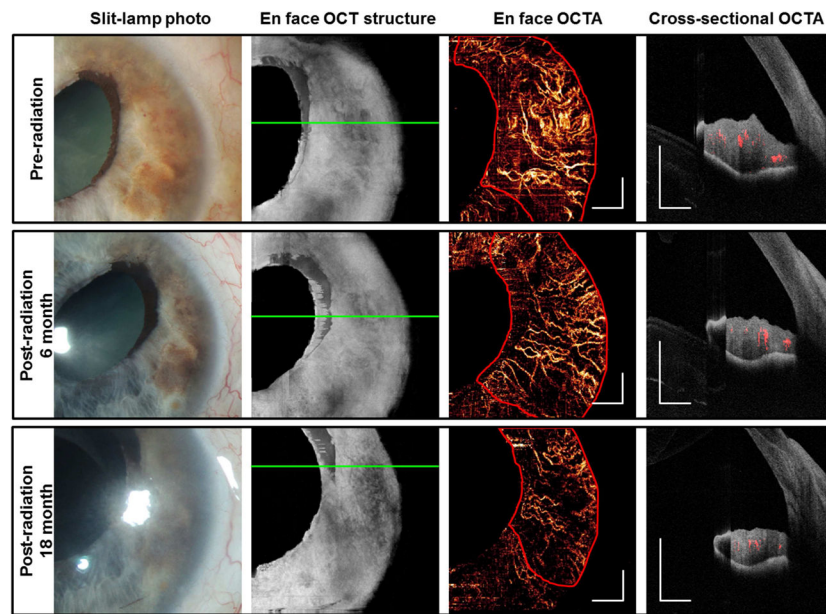 Slit-lamp photo
En face OCT structure
En face OCTA
Cross-sectional OCTA
Pre-radiation
Post-radiation
6 month
Post-radiation
18 month